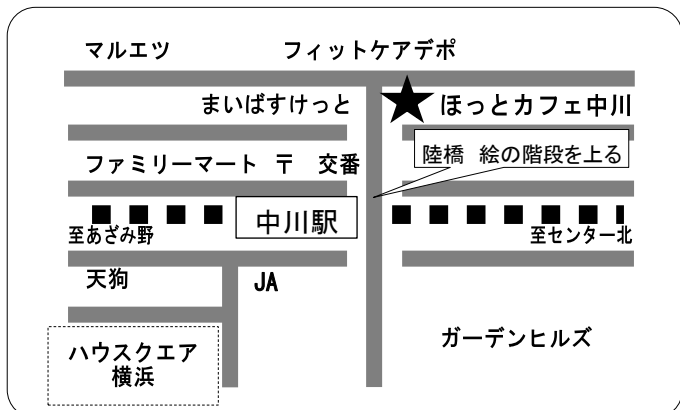 マルエツ
フィットケアデポ
まいばすけっと
ほっとカフェ中川
陸橋 絵の階段を上る
ファミリーマート 〒 交番
中川駅
至あざみ野
至センター北
天狗
JA
ガーデンヒルズ
ハウスクエア
横浜